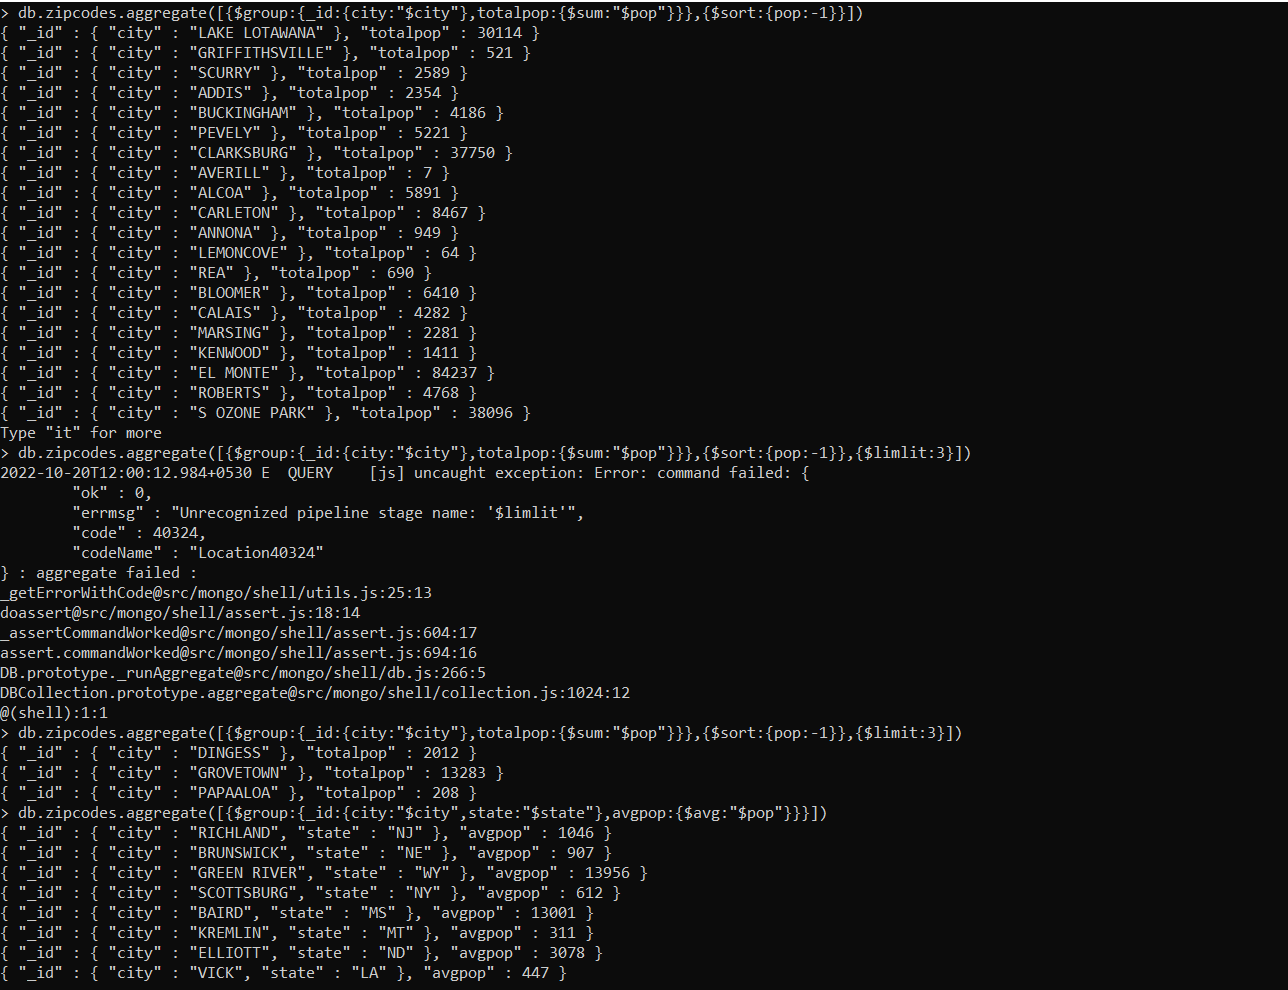 > db.zipcodes.aggregate([{$group:{_id:{city:"$city"},totalpop:{$sum:"$pop"}}},{$sort:{pop:-1}}])
{ "_id" : { "city" : "LAKE LOTAWANA" }, "totalpop" : 30114 }
{ "_id" : { "city" : "GRIFFITHSVILLE" }, "totalpop" : 521 }
{ "_id" : { "city" : "SCURRY" }, "totalpop" : 2589 }
{ "_id" : { "city" : "ADDIS" }, "totalpop" : 2354 }
{ "_id" : { "city" : "BUCKINGHAM" }, "totalpop" : 4186 }
{ "_id" : { "city" : "PEVELY" }, "totalpop" : 5221 }
{ "_id" : { "city" : "CLARKSBURG" }, "totalpop" : 37750 }
{ "_id" : { "city" : "AVERILL" }, "totalpop" : 7 }
{ "_id" : { "city" : "ALCOA" }, "totalpop" : 5891 }
{ "_id" : { "city" : "CARLETON" }, "totalpop" : 8467 }
{ "_id" : { "city" : "ANNONA" }, "totalpop" : 949 }
{ "_id" : { "city" : "LEMONCOVE" }, "totalpop" : 64 }
{ "_id" : { "city" : "REA" }, "totalpop" : 690 }
{ "_id" : { "city" : "BLOOMER" }, "totalpop" : 6410 }
{ "_id" : { "city" : "CALAIS" }, "totalpop" : 4282 }
{ "_id" : { "city" : "MARSING" }, "totalpop" : 2281 }
{ "_id" : { "city" : "KENWOOD" }, "totalpop" : 1411 }
{ "_id" : { "city" : "EL MONTE" }, "totalpop" : 84237 }
{ "_id" : { "city" : "ROBERTS" }, "totalpop" : 4768 }
{ "_id" : { "city" : "S OZONE PARK" }, "totalpop" : 38096 }
Type "it" for more
> db.zipcodes.aggregate([{$group:{_id:{city:"$city"},totalpop:{$sum:"$pop"}}},{$sort:{pop:-1}},{$limlit:3}])
2022-10-20T12:00:12.984+0530 E  QUERY    [js] uncaught exception: Error: command failed: {
        "ok" : 0,
        "errmsg" : "Unrecognized pipeline stage name: '$limlit'",
        "code" : 40324,
        "codeName" : "Location40324"
} : aggregate failed :
_getErrorWithCode@src/mongo/shell/utils.js:25:13
doassert@src/mongo/shell/assert.js:18:14
_assertCommandWorked@src/mongo/shell/assert.js:604:17
assert.commandWorked@src/mongo/shell/assert.js:694:16
DB.prototype._runAggregate@src/mongo/shell/db.js:266:5
DBCollection.prototype.aggregate@src/mongo/shell/collection.js:1024:12
@(shell):1:1
> db.zipcodes.aggregate([{$group:{_id:{city:"$city"},totalpop:{$sum:"$pop"}}},{$sort:{pop:-1}},{$limit:3}])
{ "_id" : { "city" : "DINGESS" }, "totalpop" : 2012 }
{ "_id" : { "city" : "GROVETOWN" }, "totalpop" : 13283 }
{ "_id" : { "city" : "PAPAALOA" }, "totalpop" : 208 }
> db.zipcodes.aggregate([{$group:{_id:{city:"$city",state:"$state"},avgpop:{$avg:"$pop"}}}])
{ "_id" : { "city" : "RICHLAND", "state" : "NJ" }, "avgpop" : 1046 }
{ "_id" : { "city" : "BRUNSWICK", "state" : "NE" }, "avgpop" : 907 }
{ "_id" : { "city" : "GREEN RIVER", "state" : "WY" }, "avgpop" : 13956 }
{ "_id" : { "city" : "SCOTTSBURG", "state" : "NY" }, "avgpop" : 612 }
{ "_id" : { "city" : "BAIRD", "state" : "MS" }, "avgpop" : 13001 }
{ "_id" : { "city" : "KREMLIN", "state" : "MT" }, "avgpop" : 311 }
{ "_id" : { "city" : "ELLIOTT", "state" : "ND" }, "avgpop" : 3078 }
{ "_id" : { "city" : "VICK", "state" : "LA" }, "avgpop" : 447 }